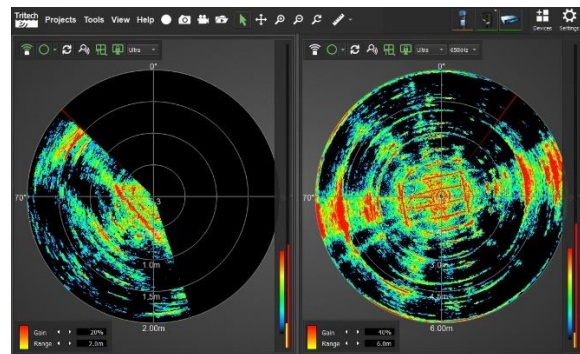 Tritech
Projects Tools View Help
Devices
Settings
Ultra
Ultra
650kHz
0°
70°
1.0m
1.5m
2.00m
Gain 20%
Range 2.0m
0°
70°
6.00m
Gain 40%
Range 6.0m